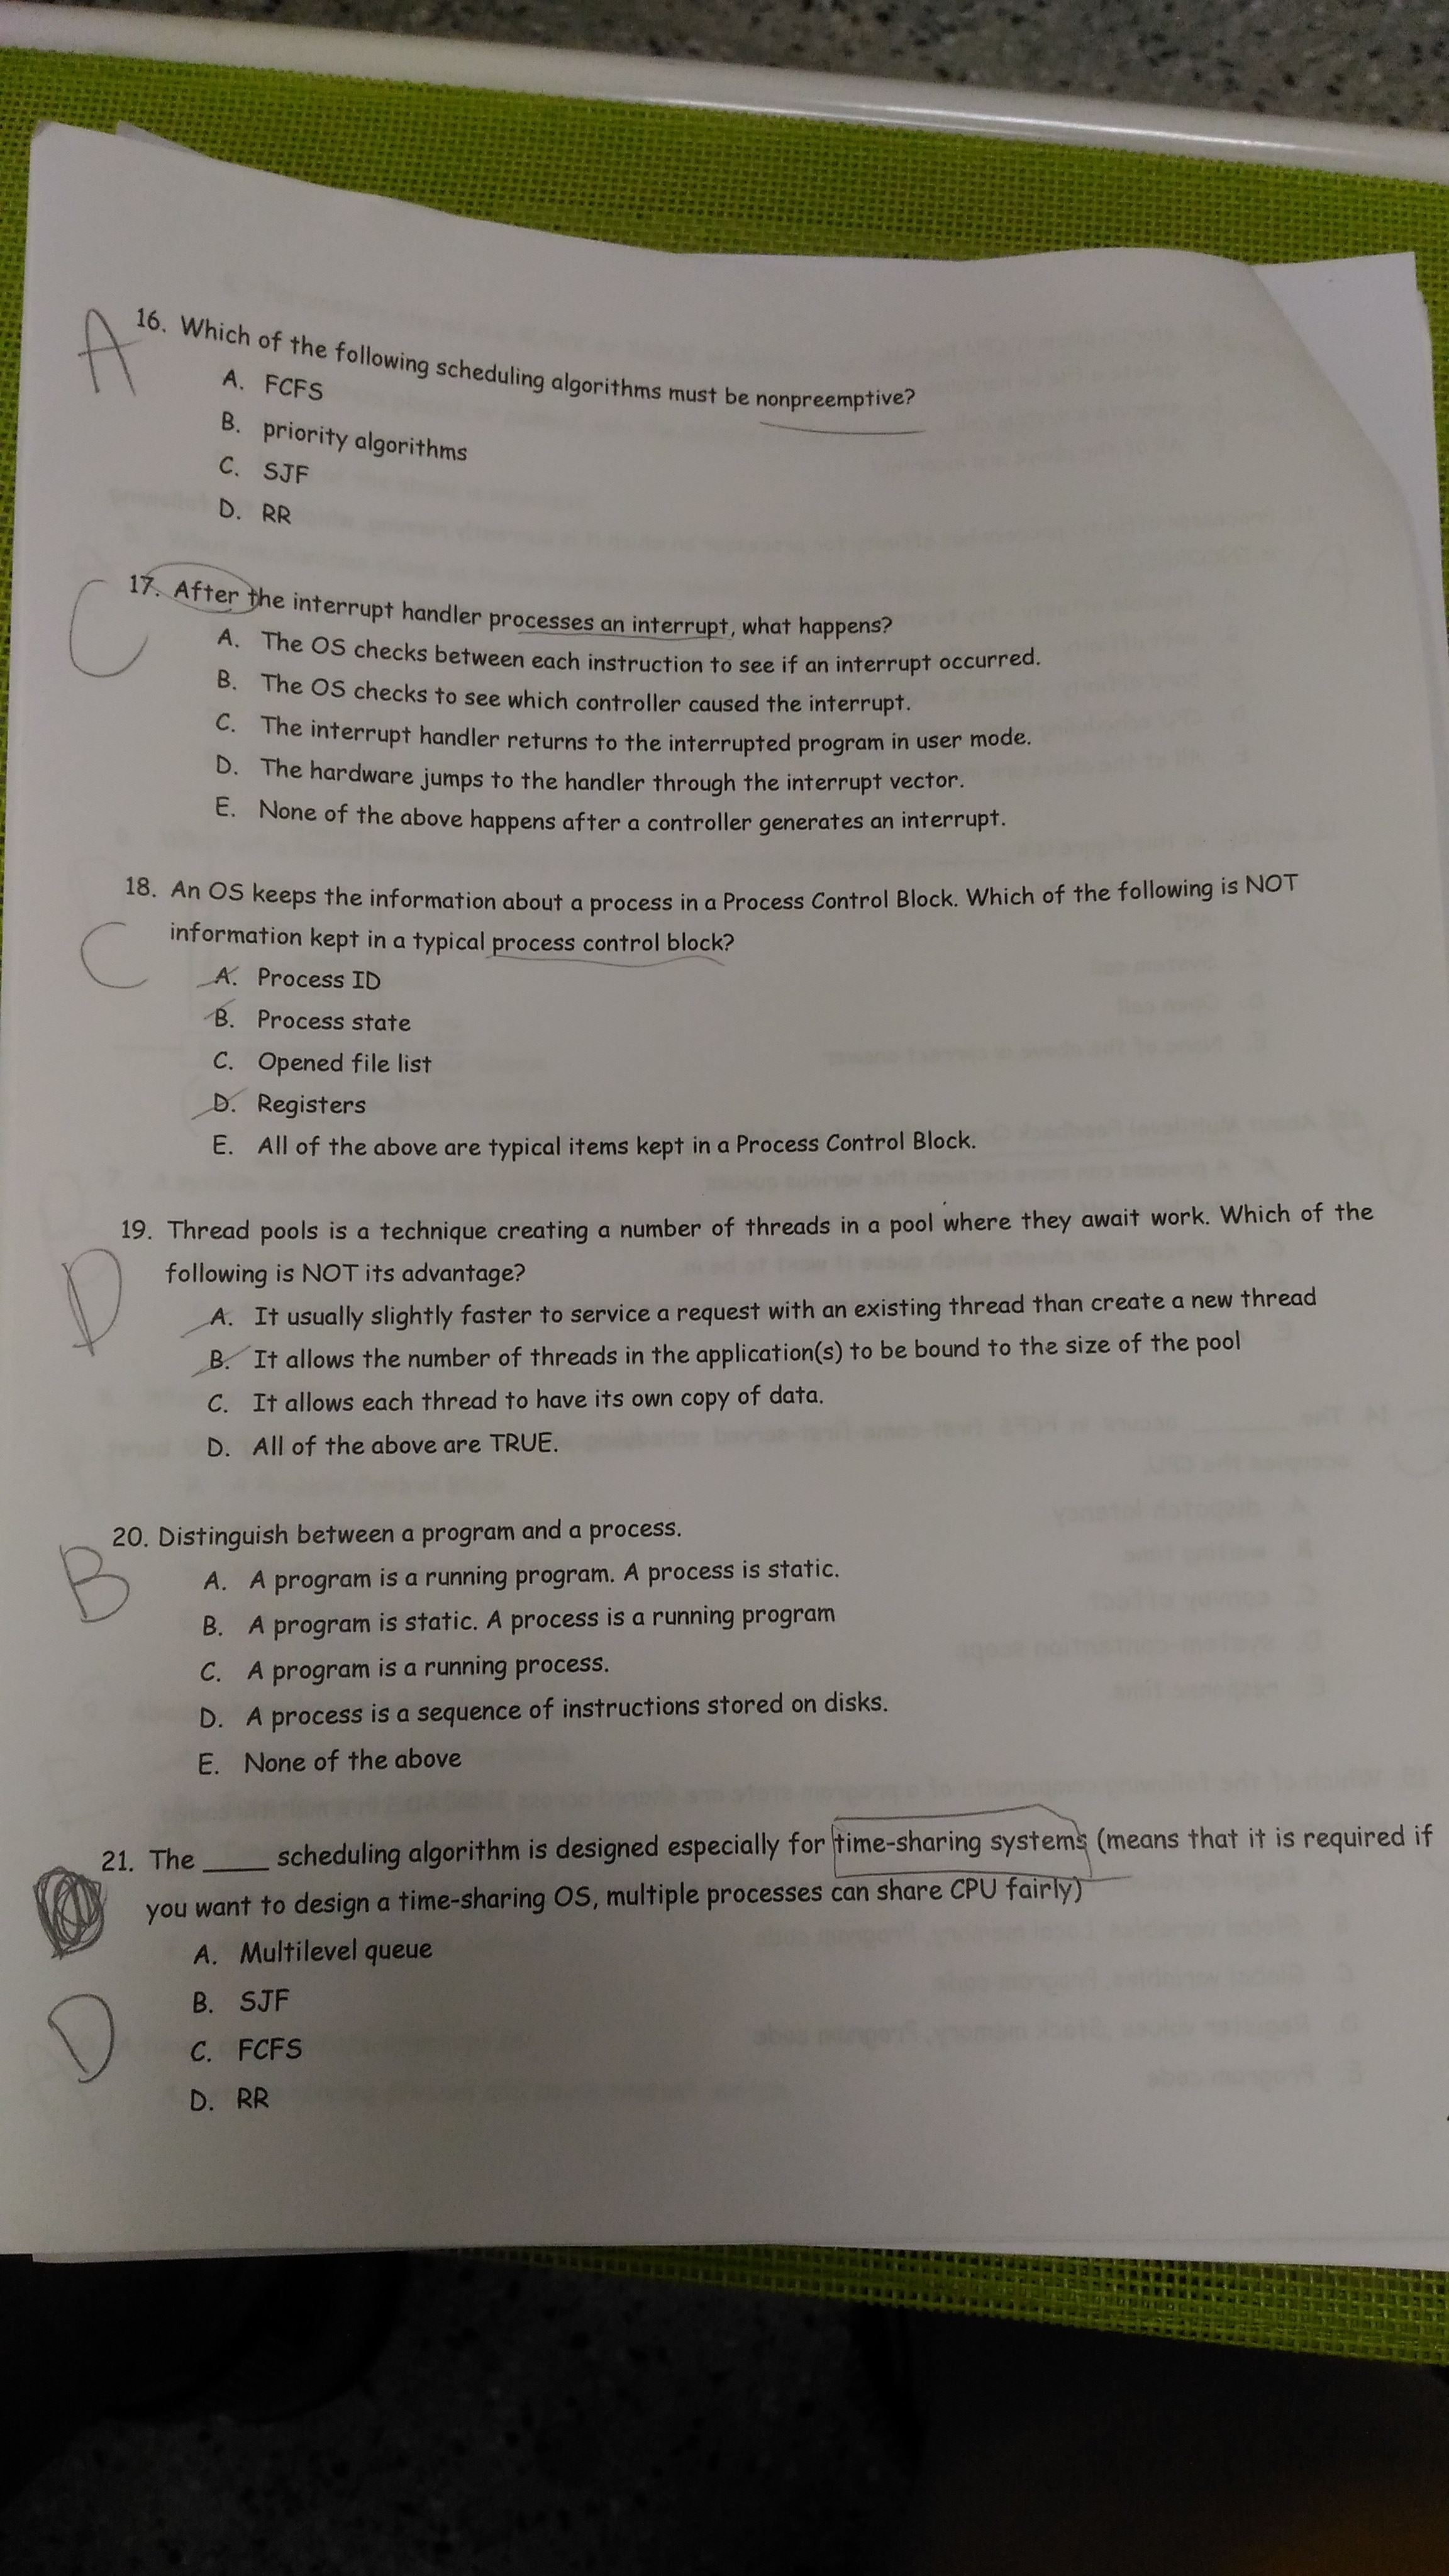 A
16. Which of the following scheduling algorithms must be nonpreemptive?
A. FCFS
B. priority algorithms
C. SJF
D. RR
C
17. After the interrupt handler processes an interrupt, what happens?
A. The OS checks between each instruction to see if an interrupt occurred.
B. The OS checks to see which controller caused the interrupt.
C. The interrupt handler returns to the interrupted program in user mode.
D. The hardware jumps to the handler through the interrupt vector.
E. None of the above happens after a controller generates an interrupt.
18. An OS keeps the information about a process in a Process Control Block. Which of the following is NOT
C
information kept in a typical process control block?
A. Process ID
B. Process state
C. Opened file list
D. Registers
E. All of the above are typical items kept in a Process Control Block.
19. Thread pools is a technique creating a number of threads in a pool where they await work. Which of the
D
following is NOT its advantage?
A. It usually slightly faster to service a request with an existing thread than create a new thread
B. It allows the number of threads in the application(s) to be bound to the size of the pool
C. It allows each thread to have its own copy of data.
D. All of the above are TRUE.
B
20. Distinguish between a program and a process.
A. A program is a running program. A process is static.
B. A program is static. A process is a running program
C. A program is a running process.
D. A process is a sequence of instructions stored on disks.
E. None of the above
21. The ____ scheduling algorithm is designed especially for time-sharing systems (means that it is required if
you want to design a time-sharing OS, multiple processes can share CPU fairly)
A. Multilevel queue
B. SJF
D
C. FCFS
D. RR